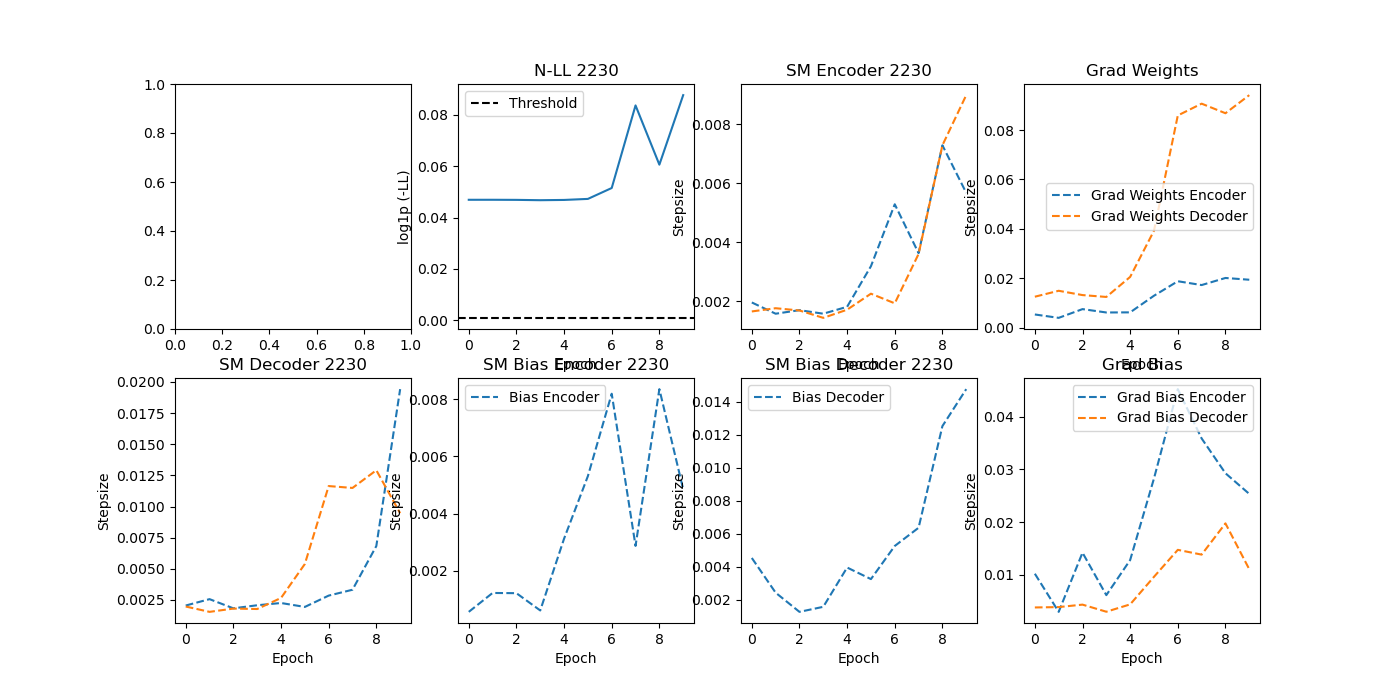 N-LL 2230
SM Encoder 2230
Grad Weights
1.0
0.8
0.6
0.4
0.2
0.0
0.0 0.2 0.4 0.6 0.8 1.0
log1p (-LL)
0.08
0.06
0.04
0.02
0.00
Threshold
0 2 4 6 8
Epoch
Stepsize
0.008
0.006
0.004
0.002
0 2 4 6 8
Epoch
Stepsize
0.08
0.06
0.04
0.02
0.00
Grad Weights Encoder
Grad Weights Decoder
0 2 4 6 8
Epoch
SM Decoder 2230
SM Bias Encoder 2230
SM Bias Decoder 2230
Grad Bias
Stepsize
0.0200
0.0175
0.0150
0.0125
0.0100
0.0075
0.0050
0.0025
0 2 4 6 8
Epoch
Stepsize
0.008
0.006
0.004
0.002
Bias Encoder
0 2 4 6 8
Epoch
Stepsize
0.014
0.012
0.010
0.008
0.006
0.004
0.002
Bias Decoder
0 2 4 6 8
Epoch
Stepsize
0.04
0.03
0.02
0.01
Grad Bias Encoder
Grad Bias Decoder
0 2 4 6 8
Epoch